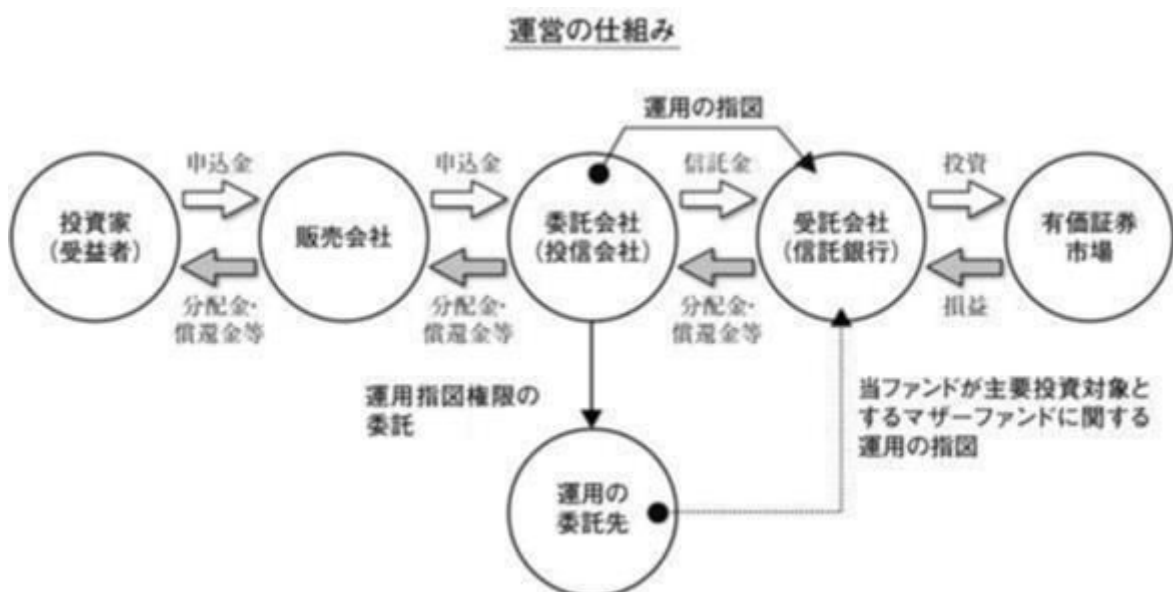 運営の仕組み
運用の指図
申込金
申込金
信託金
投資
投資家
（受益者）
販売会社
委託会社
（投信会社）
受託会社
（信託銀行）
有価証券
市場
分配金・
償還金等
分配金・
償還金等
分配金・
償還金等
損益
運用指図権限の
委託
当ファンドが主要投資対象と
するマザーファンドに関する
運用の指図
運用の
委託先